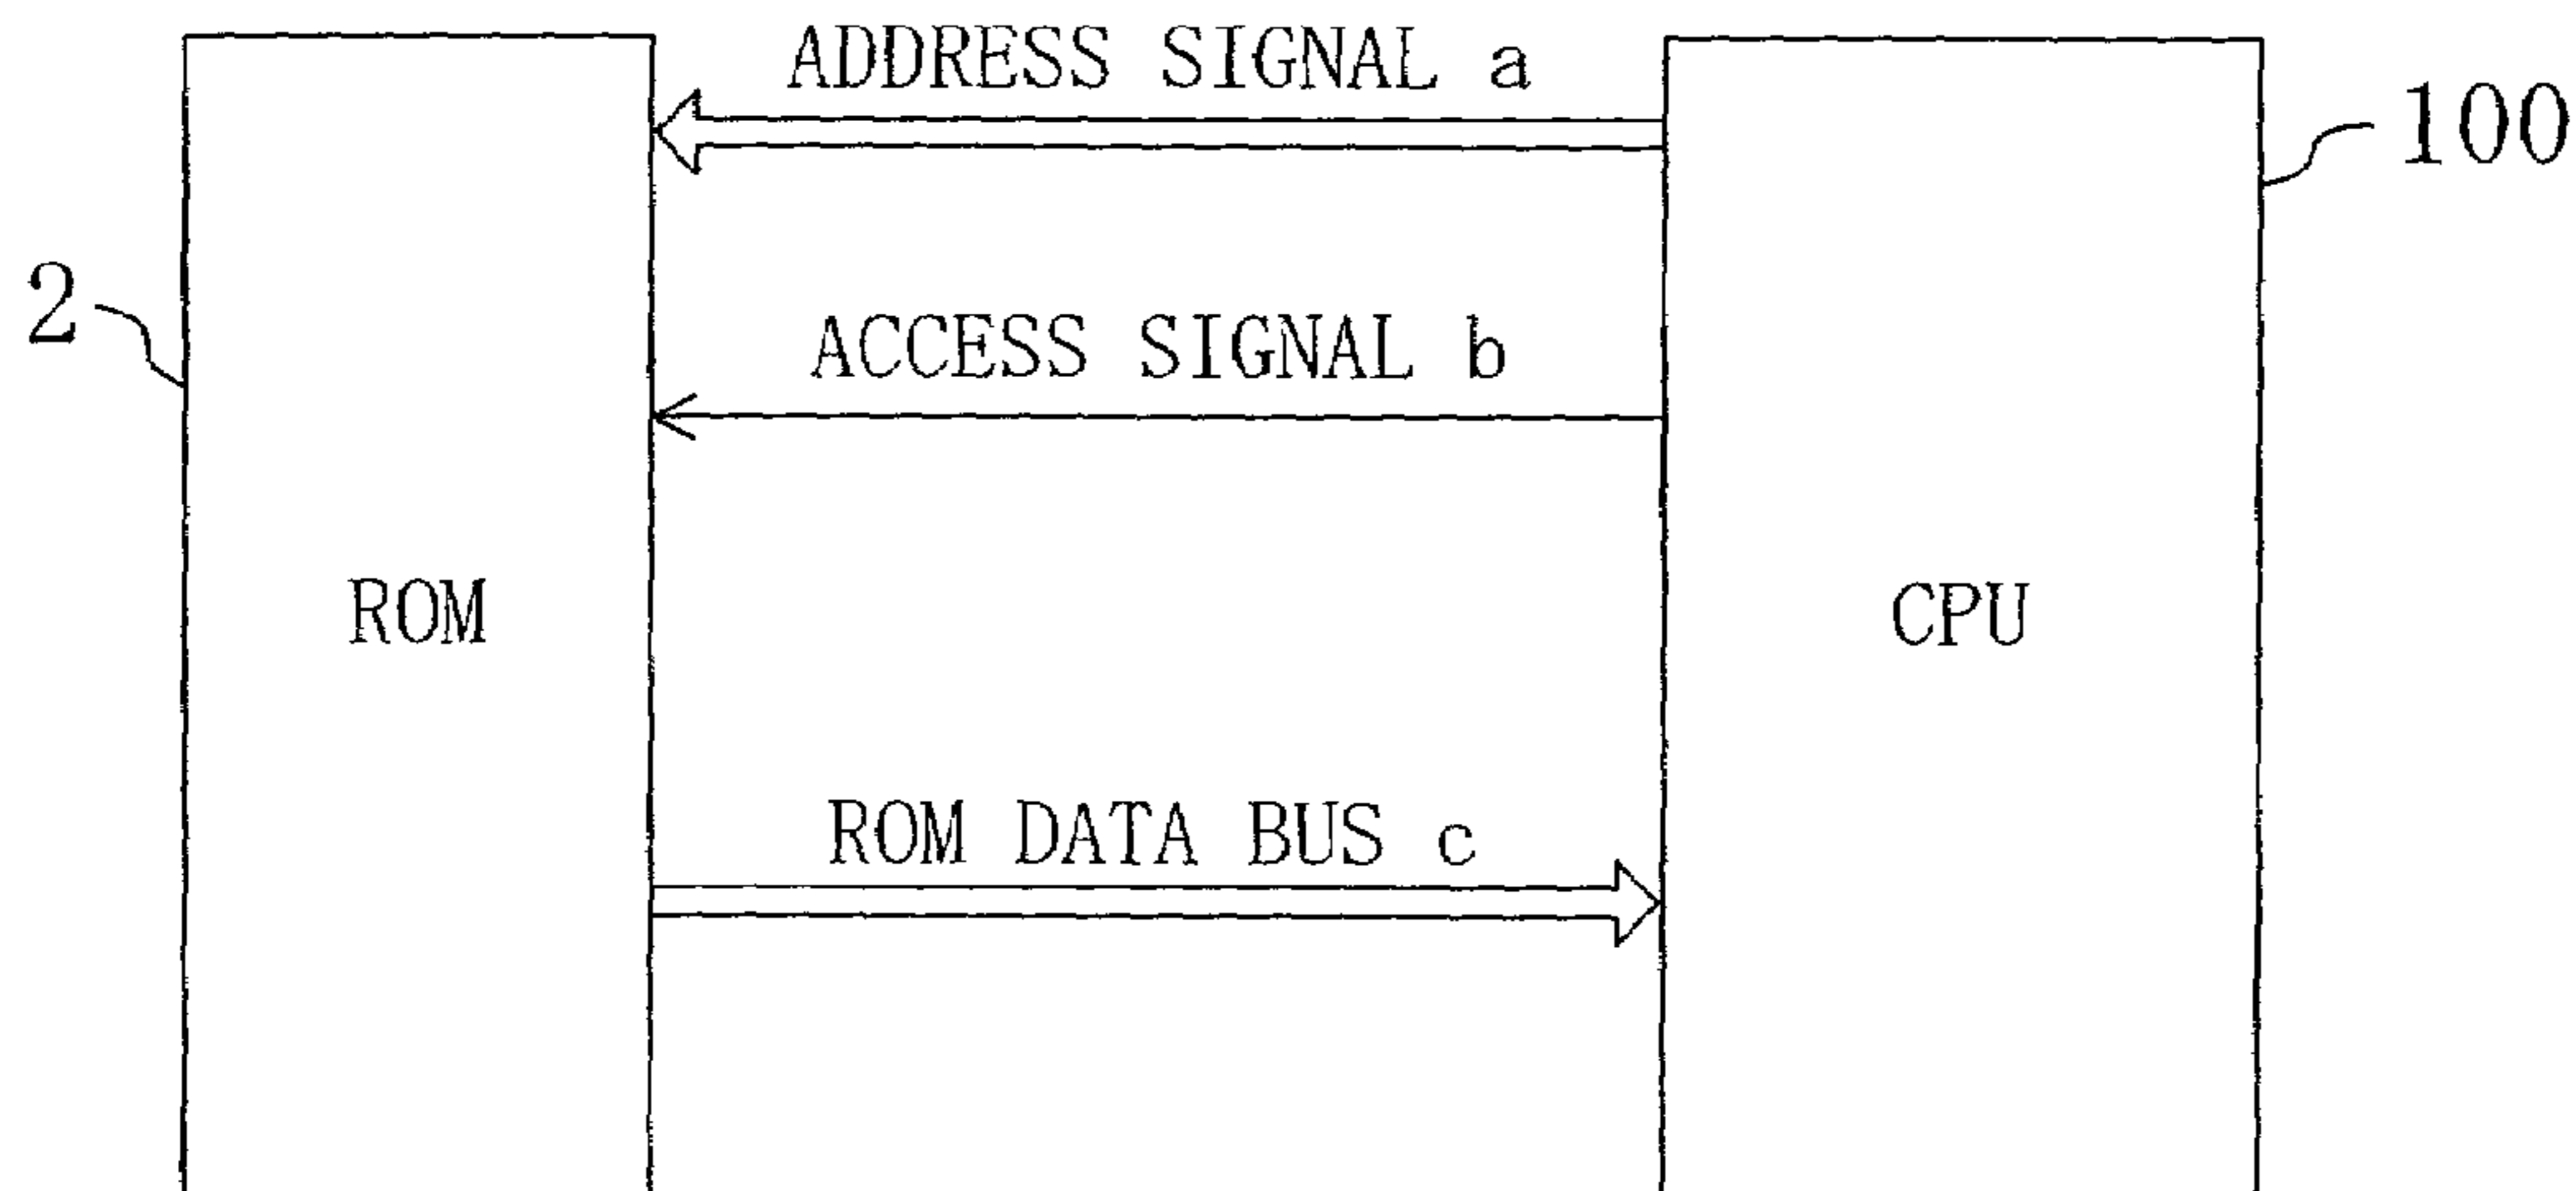 ADDRESS SIGNAL a
100
2
ACCESS SIGNAL b
ROM
CPU
ROM DATA BUS c